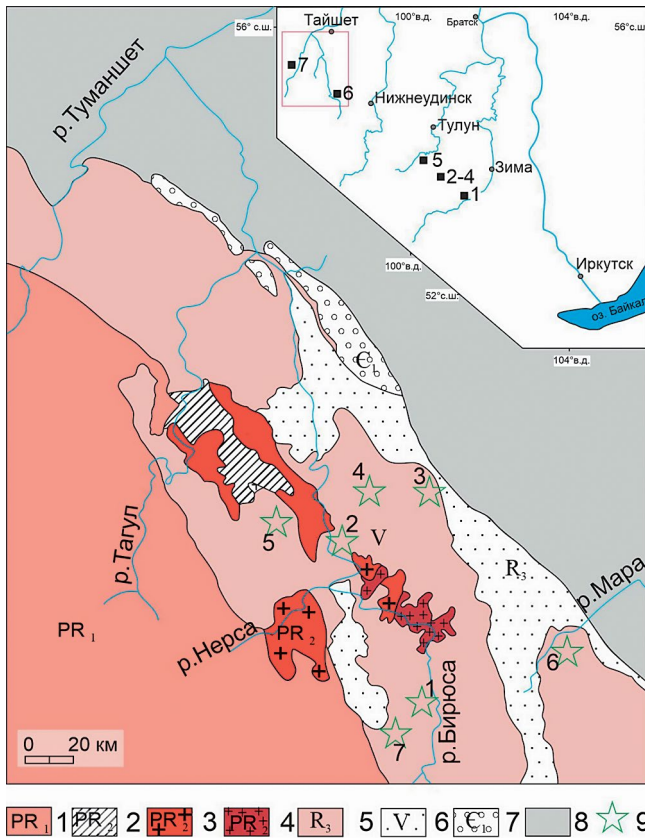 Тайшет
100° в.д.
Братск
104° в.д.
56° с.ш.
56° с.ш.
7
6
Нижнеудинск
Тулун
5
2-4
Зима
1
р.Туманшет
100°в.д.
52°с.ш.
Иркутск
оз. Байкал
104°в.д.
Є₁
4
3
5
2
V
R₃
р.Тагул
р.Мара
PR₁
р.Нерса
PR₂
6
1
7
р.Бирюса
0 20 км
PR₁ 1 PR₂ 2 PR₂ 3 PR₂ 4 R₃ 5 V 6 Є₁ 7 8 9